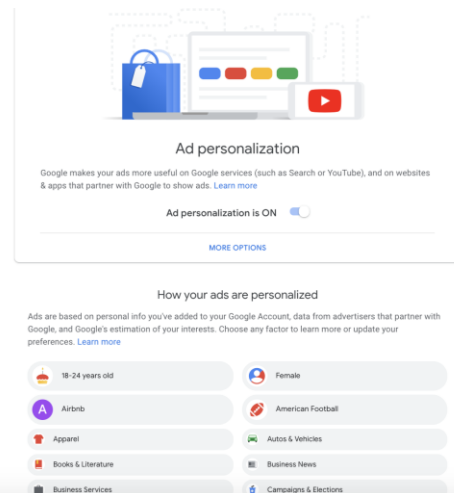 Ad personalization
Google makes your ads more useful on Google services (such as Search or YouTube), and on websites
& apps that partner with Google to show ads. Learn more
Ad personalization is ON
MORE OPTIONS
How your ads are personalized
Ads are based on personal info you've added to your Google Account, data from advertisers that partner with
Google, and Google's estimation of your interests. Choose any factor to learn more or update your
preferences. Learn more
18-24 years old
Female
A
Airbnb
American Football
Apparel
Autos & Vehicles
Books & Literature
Business News
Business Services
Campaigns & Elections